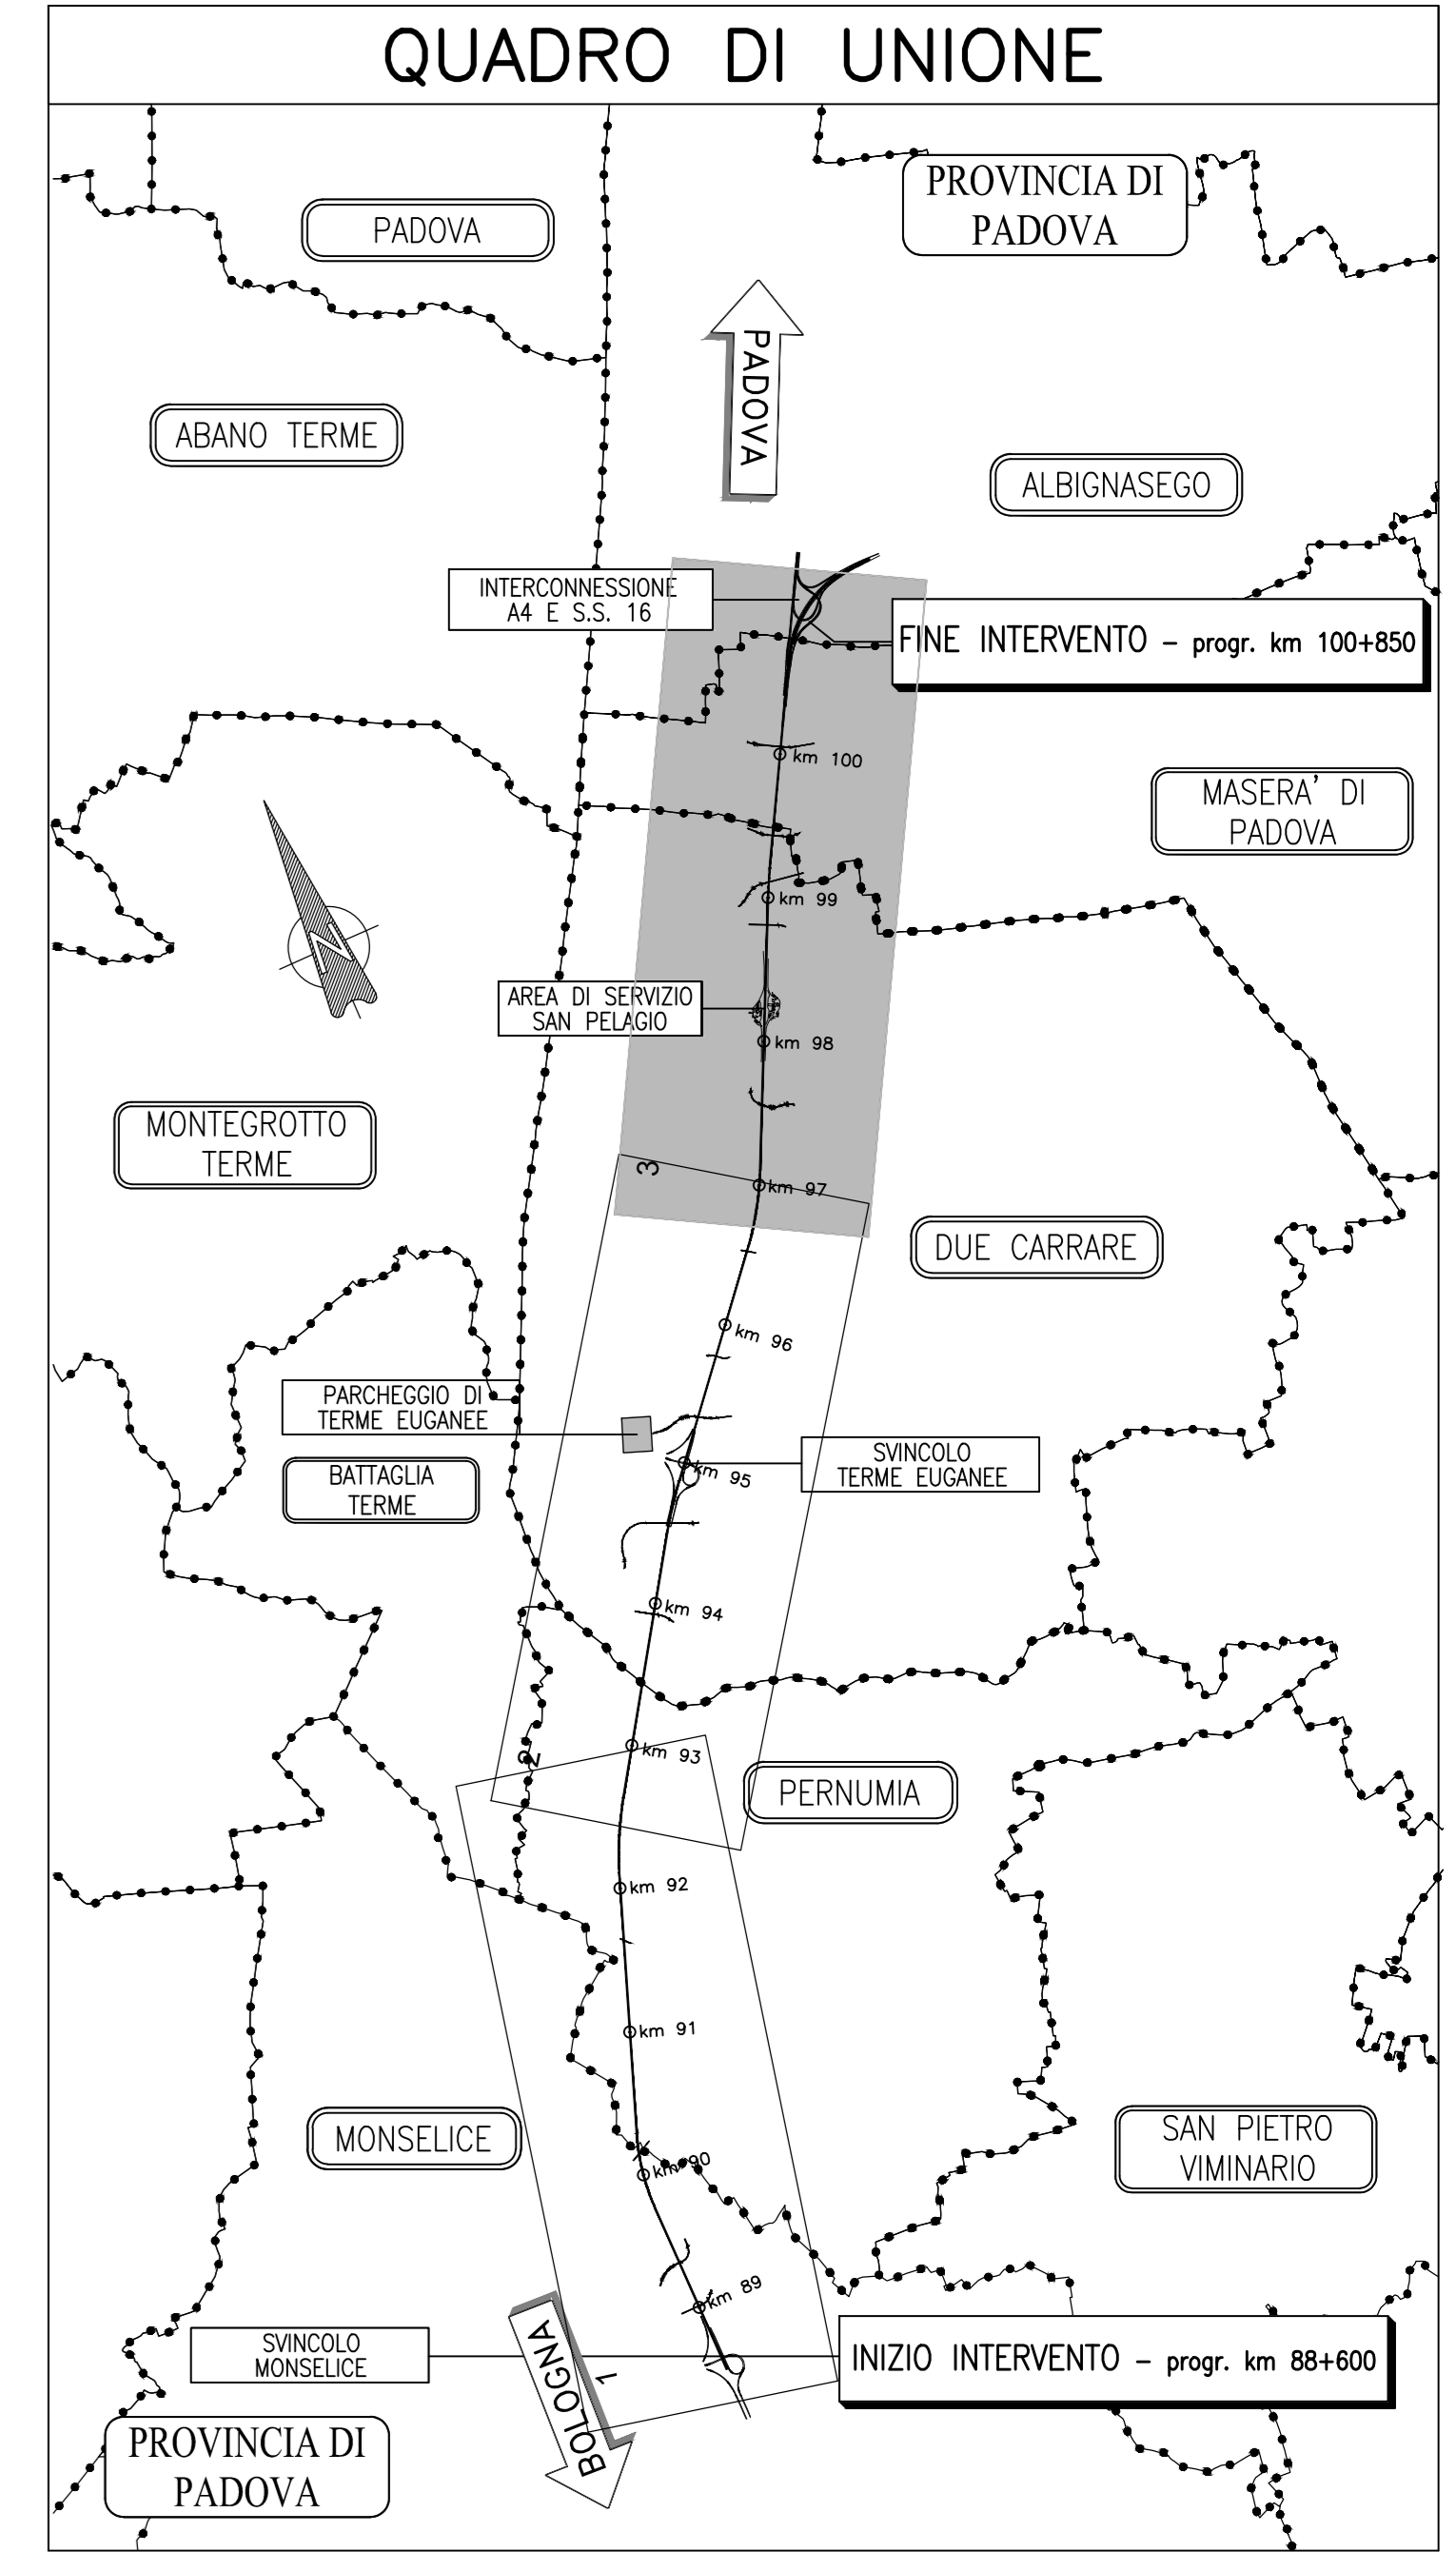 QUADRO DI UNIONE
PROVINCIA DI
PADOVA
PADOVA
PADOVA
ABANO TERME
ALBIGNASEGO
INTERCONNESSIONE
A4 E S.S. 16
FINE INTERVENTO – progr. km 100+850
km 100
MASERA' DI
PADOVA
km 99
N
AREA DI SERVIZIO
SAN PELAGIO
km 98
MONTEGROTTO
TERME
3
km 97
DUE CARRARE
km 96
PARCHEGGIO DI
TERME EUGANEE
SVINCOLO
TERME EUGANEE
km 95
BATTAGLIA
TERME
km 94
2
km 93
PERNUMIA
km 92
km 91
MONSELICE
SAN PIETRO
VIMINARIO
km 90
km 89
SVINCOLO
MONSELICE
INIZIO INTERVENTO – progr. km 88+600
1
BOLOGNA
PROVINCIA DI
PADOVA